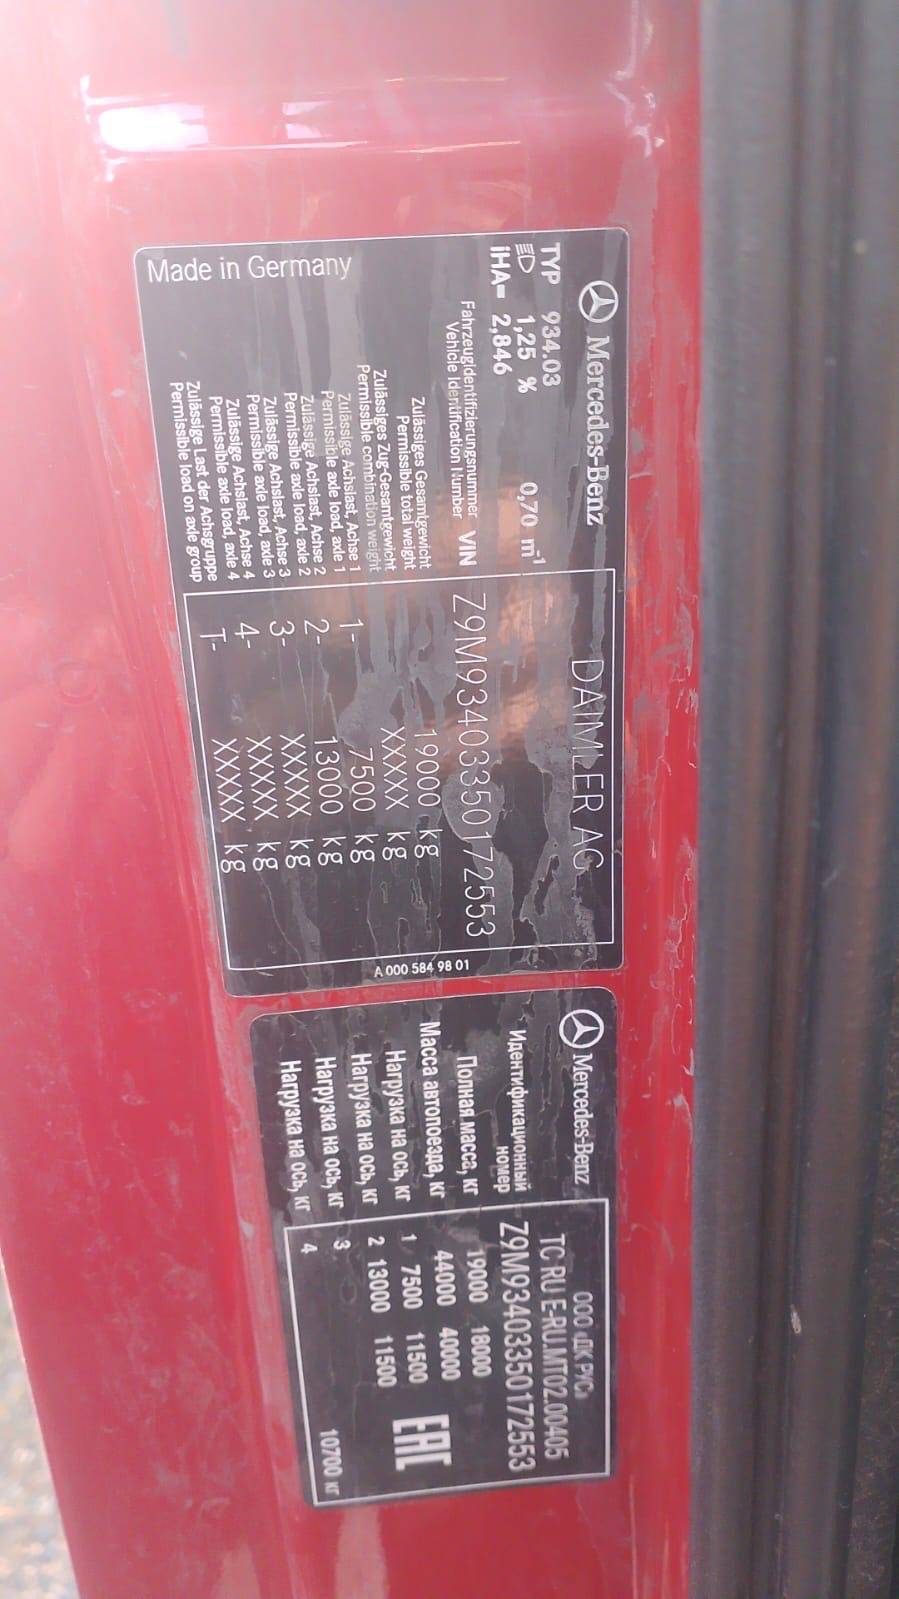 Mercedes-Benz
DAIMLER AG
TYP 934.03
1,25 % 0,70 m-1
iHA= 2,846
Fahrzeugidentifizierungsnummer
Vehicle Identification Number VIN Z9M93403350172553
Zulässiges Gesamtgewicht
Permissible total weight 19000 kg
Zulässiges Zug-Gesamtgewicht
Permissible combination weight XXXXX kg
Zulässige Achslast, Achse 1
Permissible axle load, axle 1 1- 7500 kg
Zulässige Achslast, Achse 2
Permissible axle load, axle 2 2- 13000 kg
Zulässige Achslast, Achse 3
Permissible axle load, axle 3 3- XXXXX kg
Zulässige Achslast, Achse 4
Permissible axle load, axle 4 4- XXXXX kg
Zulässige Last der Achsgruppe
Permissible load on axle group T- XXXXX kg
Made in Germany
A 000 584 98 01
Mercedes-Benz
ООО «ДК РУС»
TC RU E-RU.MT02.00405
Идентификационный
номер Z9M93403350172553
Полная масса, кг 19000 18000
Масса автопоезда, кг 44000 40000
Нагрузка на ось, кг 1 7500 11500
Нагрузка на ось, кг 2 13000 11500
Нагрузка на ось, кг 3
Нагрузка на ось, кг 4
10700 кг
EAC